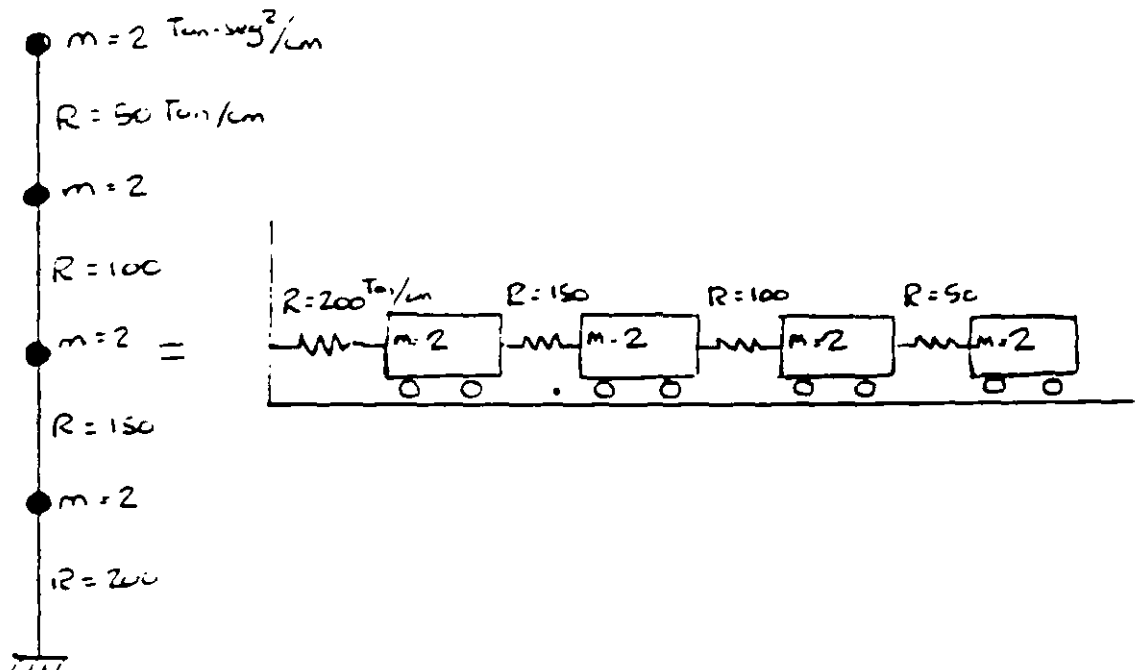 m = 2 Ton-seg²/cm
R = 50 Ton/cm
m = 2
R = 100
m = 2 =
R = 150
m = 2
R = 200
R = 200 Ton/cm
R = 150
R = 100
R = 50
m = 2
m = 2
m = 2
m = 2